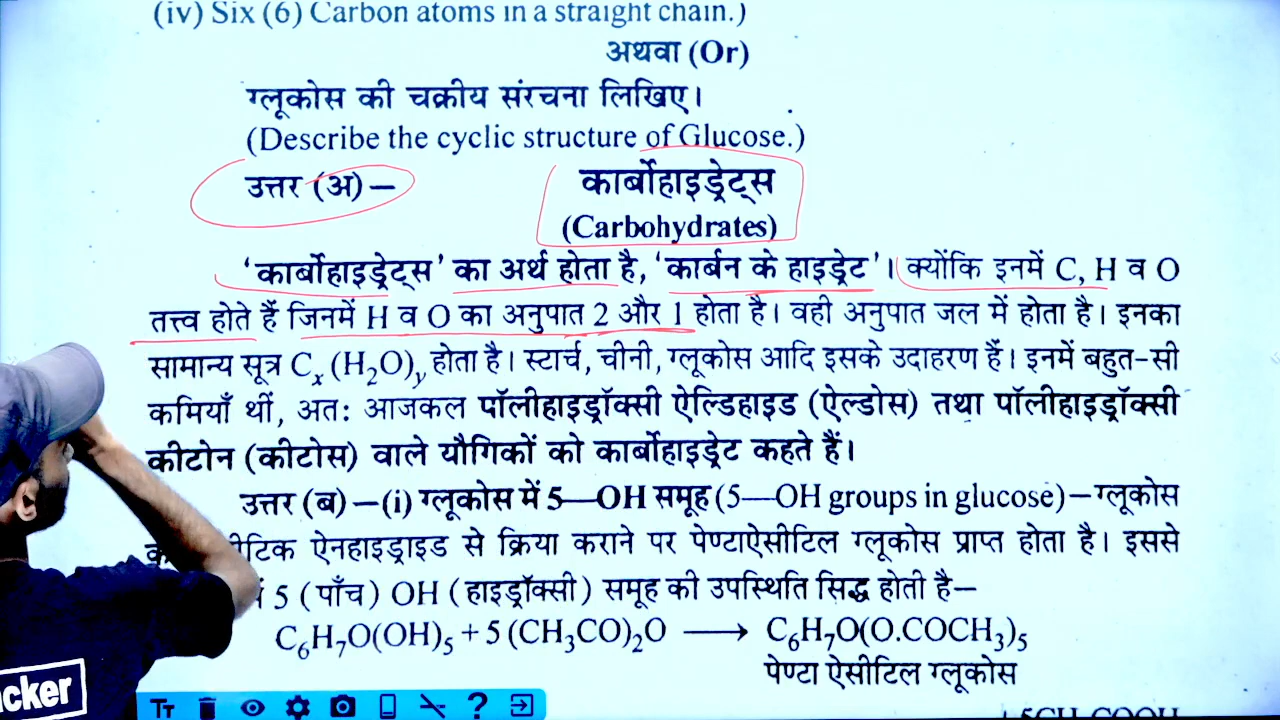 (iv) Six (6) Carbon atoms in a straight chain.)
अथवा (Or)
ग्लूकोस की चक्रीय संरचना लिखिए।
(Describe the cyclic structure of Glucose.)
उत्तर (अ)– कार्बोहाइड्रेट्स
(Carbohydrates)
'कार्बोहाइड्रेट्स' का अर्थ होता है, 'कार्बन के हाइड्रेट'। क्योंकि इनमें C, H व O
तत्त्व होते हैं जिनमें H व O का अनुपात 2 और 1 होता है। वही अनुपात जल में होता है। इनका
सामान्य सूत्र Cₓ(H₂O)ᵧ होता है। स्टार्च, चीनी, ग्लूकोस आदि इसके उदाहरण हैं। इनमें बहुत-सी
कमियाँ थीं, अतः आजकल पॉलीहाइड्रॉक्सी ऐल्डिहाइड (ऐल्डोस) तथा पॉलीहाइड्रॉक्सी
कीटोन (कीटोस) वाले यौगिकों को कार्बोहाइड्रेट कहते हैं।
उत्तर (ब)–(i) ग्लूकोस में 5—OH समूह (5—OH groups in glucose)–ग्लूकोस
ऐनहाइड्राइड से क्रिया कराने पर पेण्टाऐसीटिल ग्लूकोस प्राप्त होता है। इससे
5 (पाँच) OH (हाइड्रॉक्सी) समूह की उपस्थिति सिद्ध होती है–
C₆H₇O(OH)₅ + 5(CH₃CO)₂O ⟶ C₆H₇O(O.COCH₃)₅
पेण्टा ऐसीटिल ग्लूकोस
cker
Tт
?